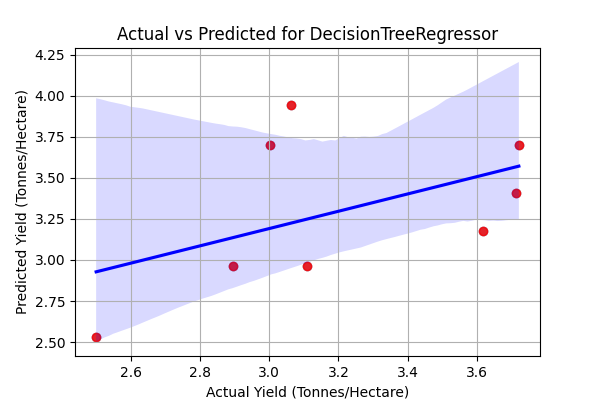 Actual vs Predicted for DecisionTreeRegressor
4.25
4.00
3.75
3.50
3.25
3.00
2.75
2.50
Predicted Yield (Tonnes/Hectare)
2.6 2.8 3.0 3.2 3.4 3.6
Actual Yield (Tonnes/Hectare)